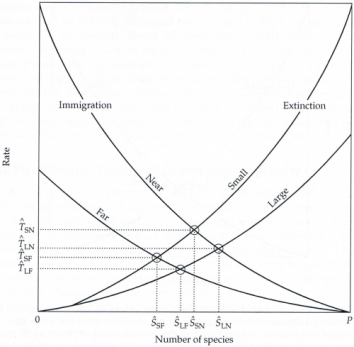 Immigration
Extinction
Near
Small
Far
Large
Rate
T̂SN
T̂LN
T̂SF
T̂LF
0
ŜSF ŜLF ŜSN ŜLN
P
Number of species